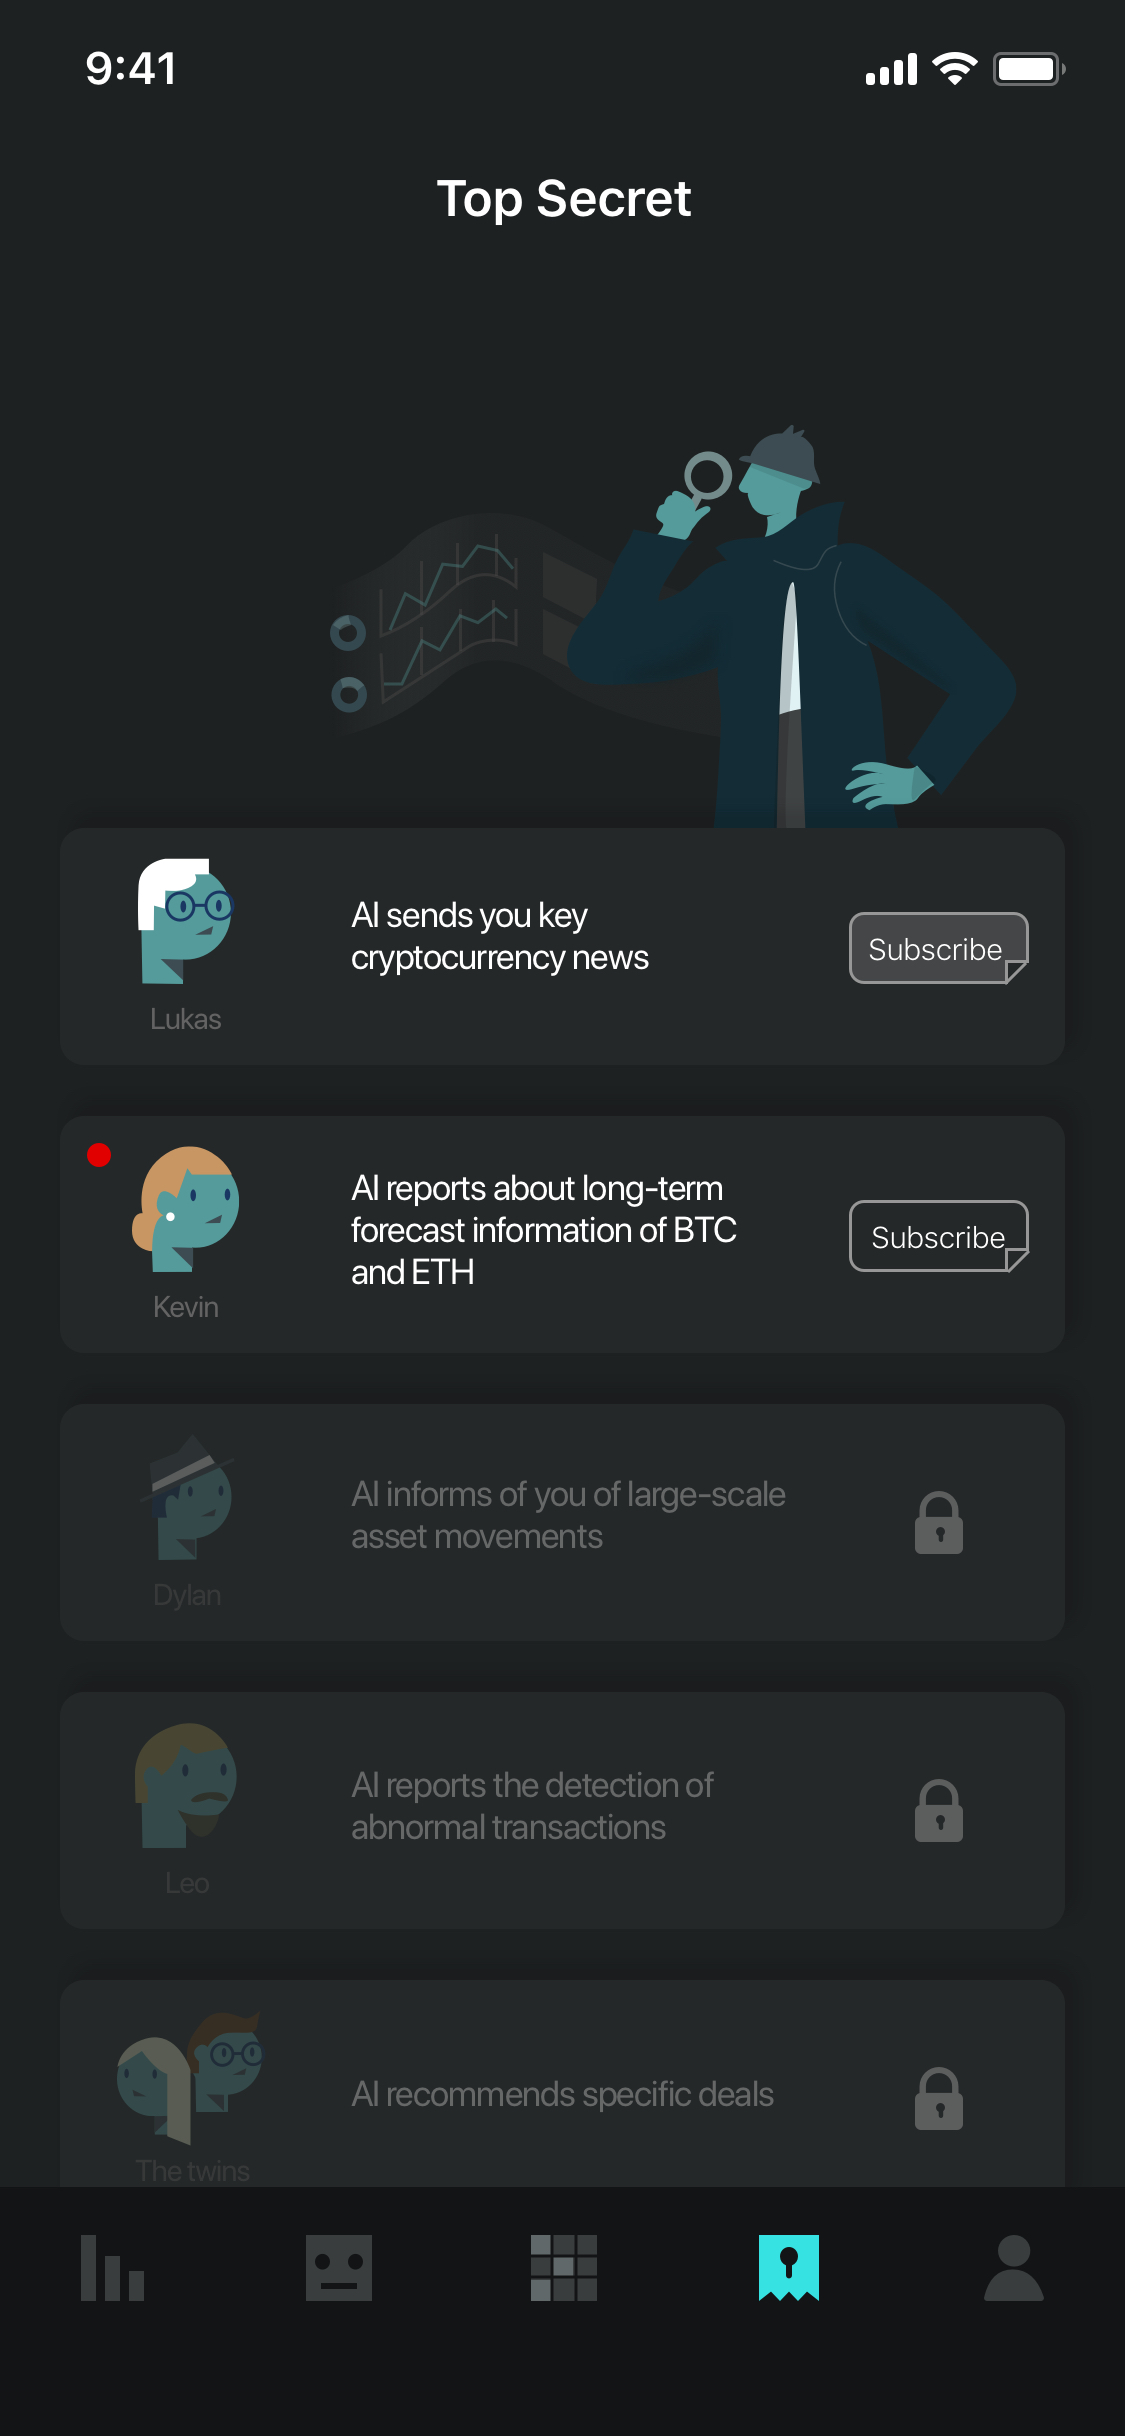 9:41
Top Secret
AI sends you key
cryptocurrency news
Subscribe
Lukas
AI reports about long-term
forecast information of BTC
and ETH
Subscribe
Kevin
AI informs of you of large-scale
asset movements
Dylan
AI reports the detection of
abnormal transactions
Leo
AI recommends specific deals
The twins